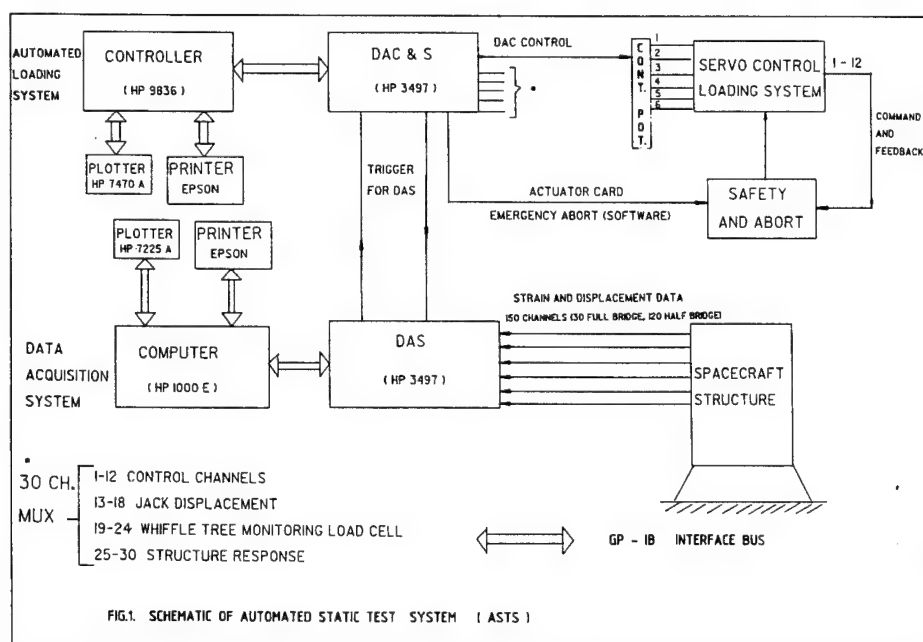 AUTOMATED
LOADING
SYSTEM
CONTROLLER
( HP 9836 )
DAC & S
( HP 3497 )
DAC CONTROL
CONT. POT.
1
2
3
4
5
6
SERVO CONTROL
LOADING SYSTEM
1 - 12
COMMAND
AND
FEEDBACK
PLOTTER
HP 7470 A
PRINTER
EPSON
TRIGGER
FOR DAS
ACTUATOR CARD
EMERGENCY ABORT (SOFTWARE)
SAFETY
AND ABORT
PLOTTER
HP 7225 A
PRINTER
EPSON
STRAIN AND DISPLACEMENT DATA
150 CHANNELS (30 FULL BRIDGE, 120 HALF BRIDGE)
DATA
ACQUISITION
SYSTEM
COMPUTER
( HP 1000 E )
DAS
( HP 3497 )
SPACECRAFT
STRUCTURE
30 CH.
MUX
1-12 CONTROL CHANNELS
13-18 JACK DISPLACEMENT
19-24 WHIFFLE TREE MONITORING LOAD CELL
25-30 STRUCTURE RESPONSE
GP - IB INTERFACE BUS
FIG.1. SCHEMATIC OF AUTOMATED STATIC TEST SYSTEM ( ASTS )